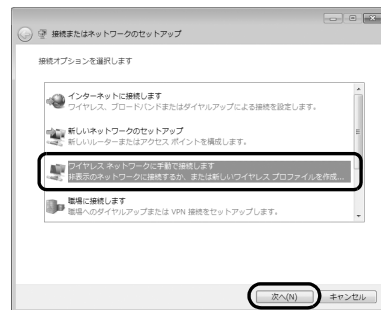 接続またはネットワークのセットアップ
接続オプションを選択します
インターネットに接続します
ワイヤレス、ブロードバンドまたはダイヤルアップによる接続を設定します。
新しいネットワークのセットアップ
新しいルーターまたはアクセス ポイントを構成します。
ワイヤレス ネットワークに手動で接続します
非表示のネットワークに接続するか、または新しいワイヤレス プロファイルを作成...
職場に接続します
職場へのダイヤルアップまたは VPN 接続をセットアップします。
次へ(N)
キャンセル